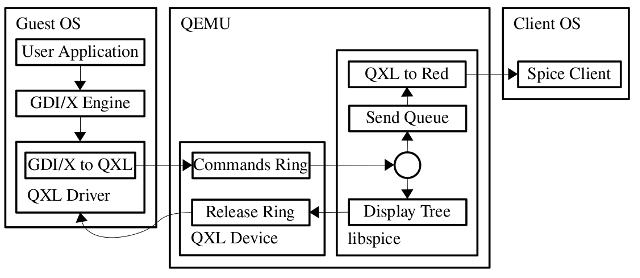 Guest OS
User Application
GDI/X Engine
GDI/X to QXL
QXL Driver
QEMU
Commands Ring
Release Ring
QXL Device
QXL to Red
Send Queue
Display Tree
libspice
Client OS
Spice Client